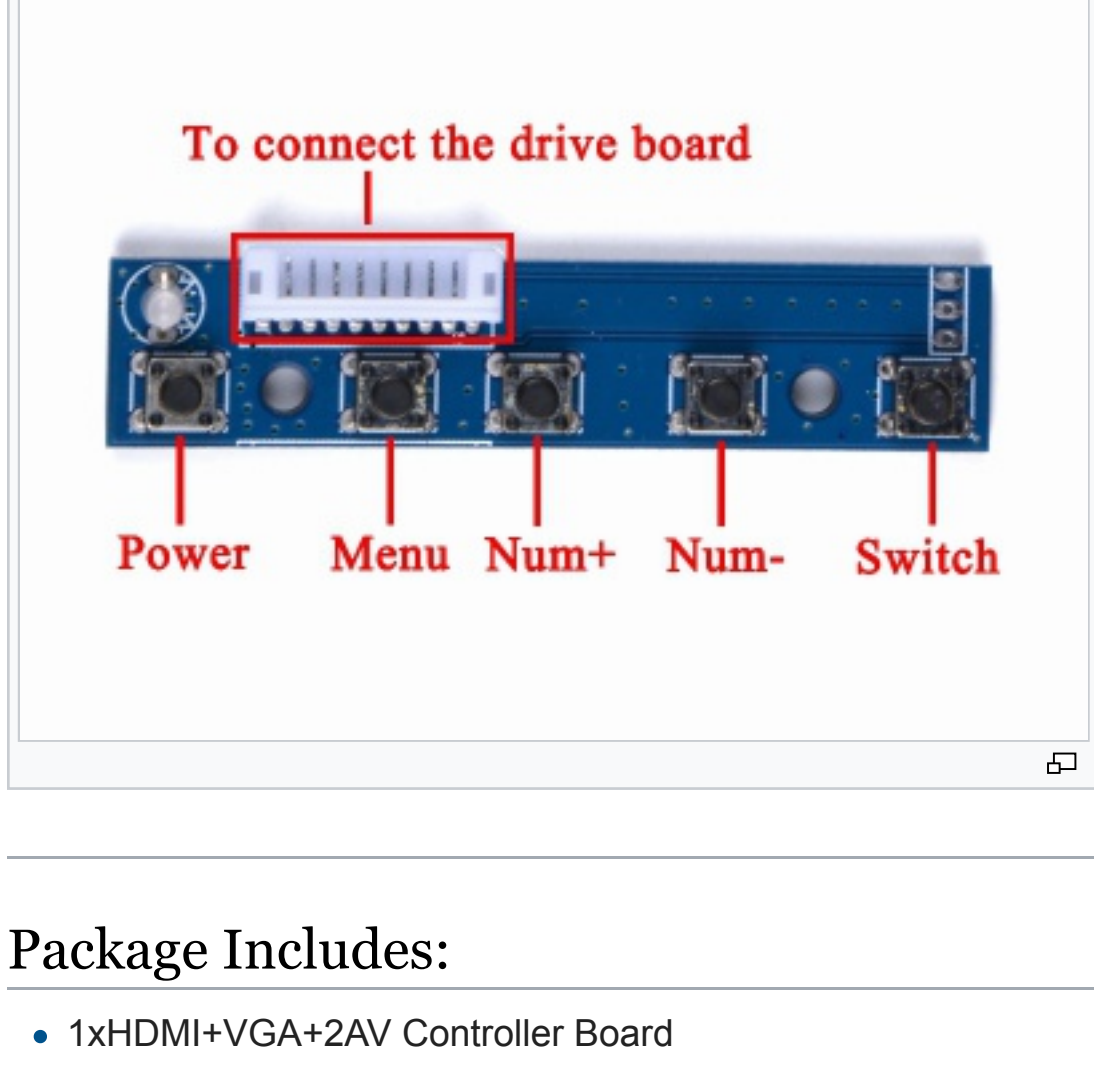 To connect the drive board
Power Menu Num+ Num- Switch
Package Includes:
1xHDMI+VGA+2AV Controller Board